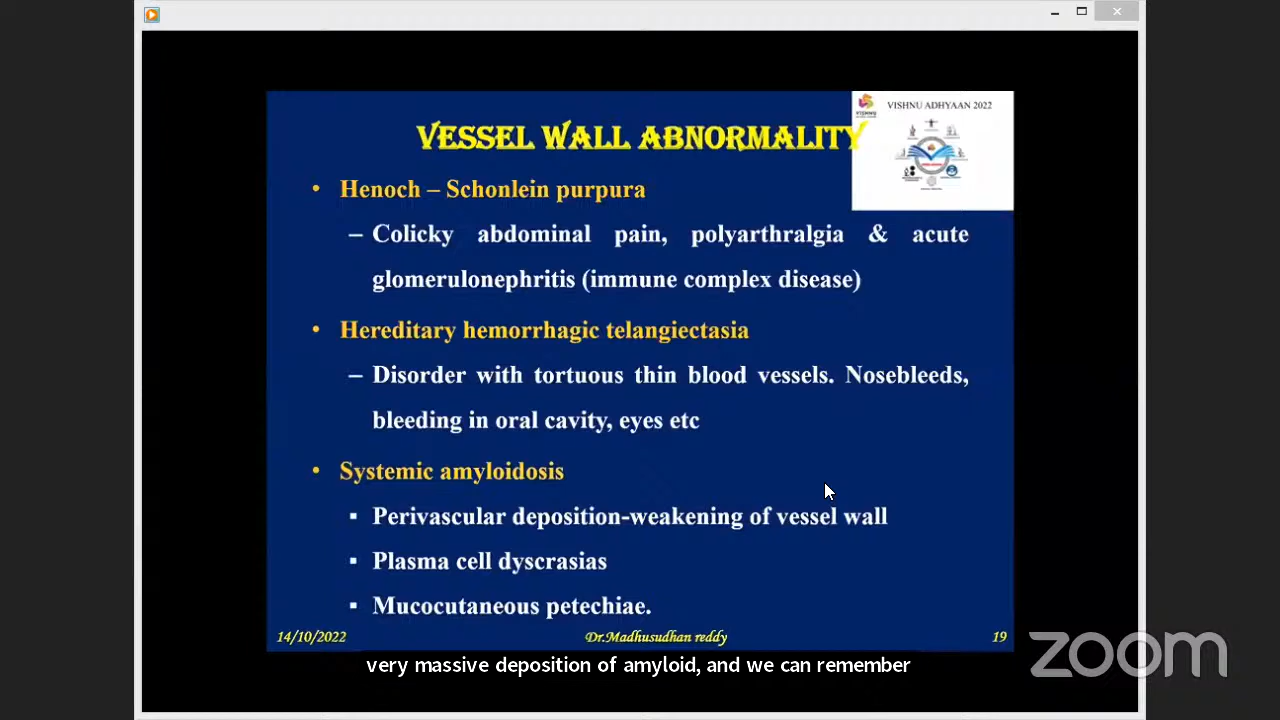 VISHNU ADHYAAN 2022
VISHNU
VESSEL WALL ABNORMALITY
• Henoch – Schonlein purpura
– Colicky abdominal pain, polyarthralgia & acute
glomerulonephritis (immune complex disease)
• Hereditary hemorrhagic telangiectasia
– Disorder with tortuous thin blood vessels. Nosebleeds,
bleeding in oral cavity, eyes etc
• Systemic amyloidosis
▪ Perivascular deposition-weakening of vessel wall
▪ Plasma cell dyscrasias
▪ Mucocutaneous petechiae.
14/10/2022 Dr.Madhusudhan reddy 19
very massive deposition of amyloid, and we can remember
zoom